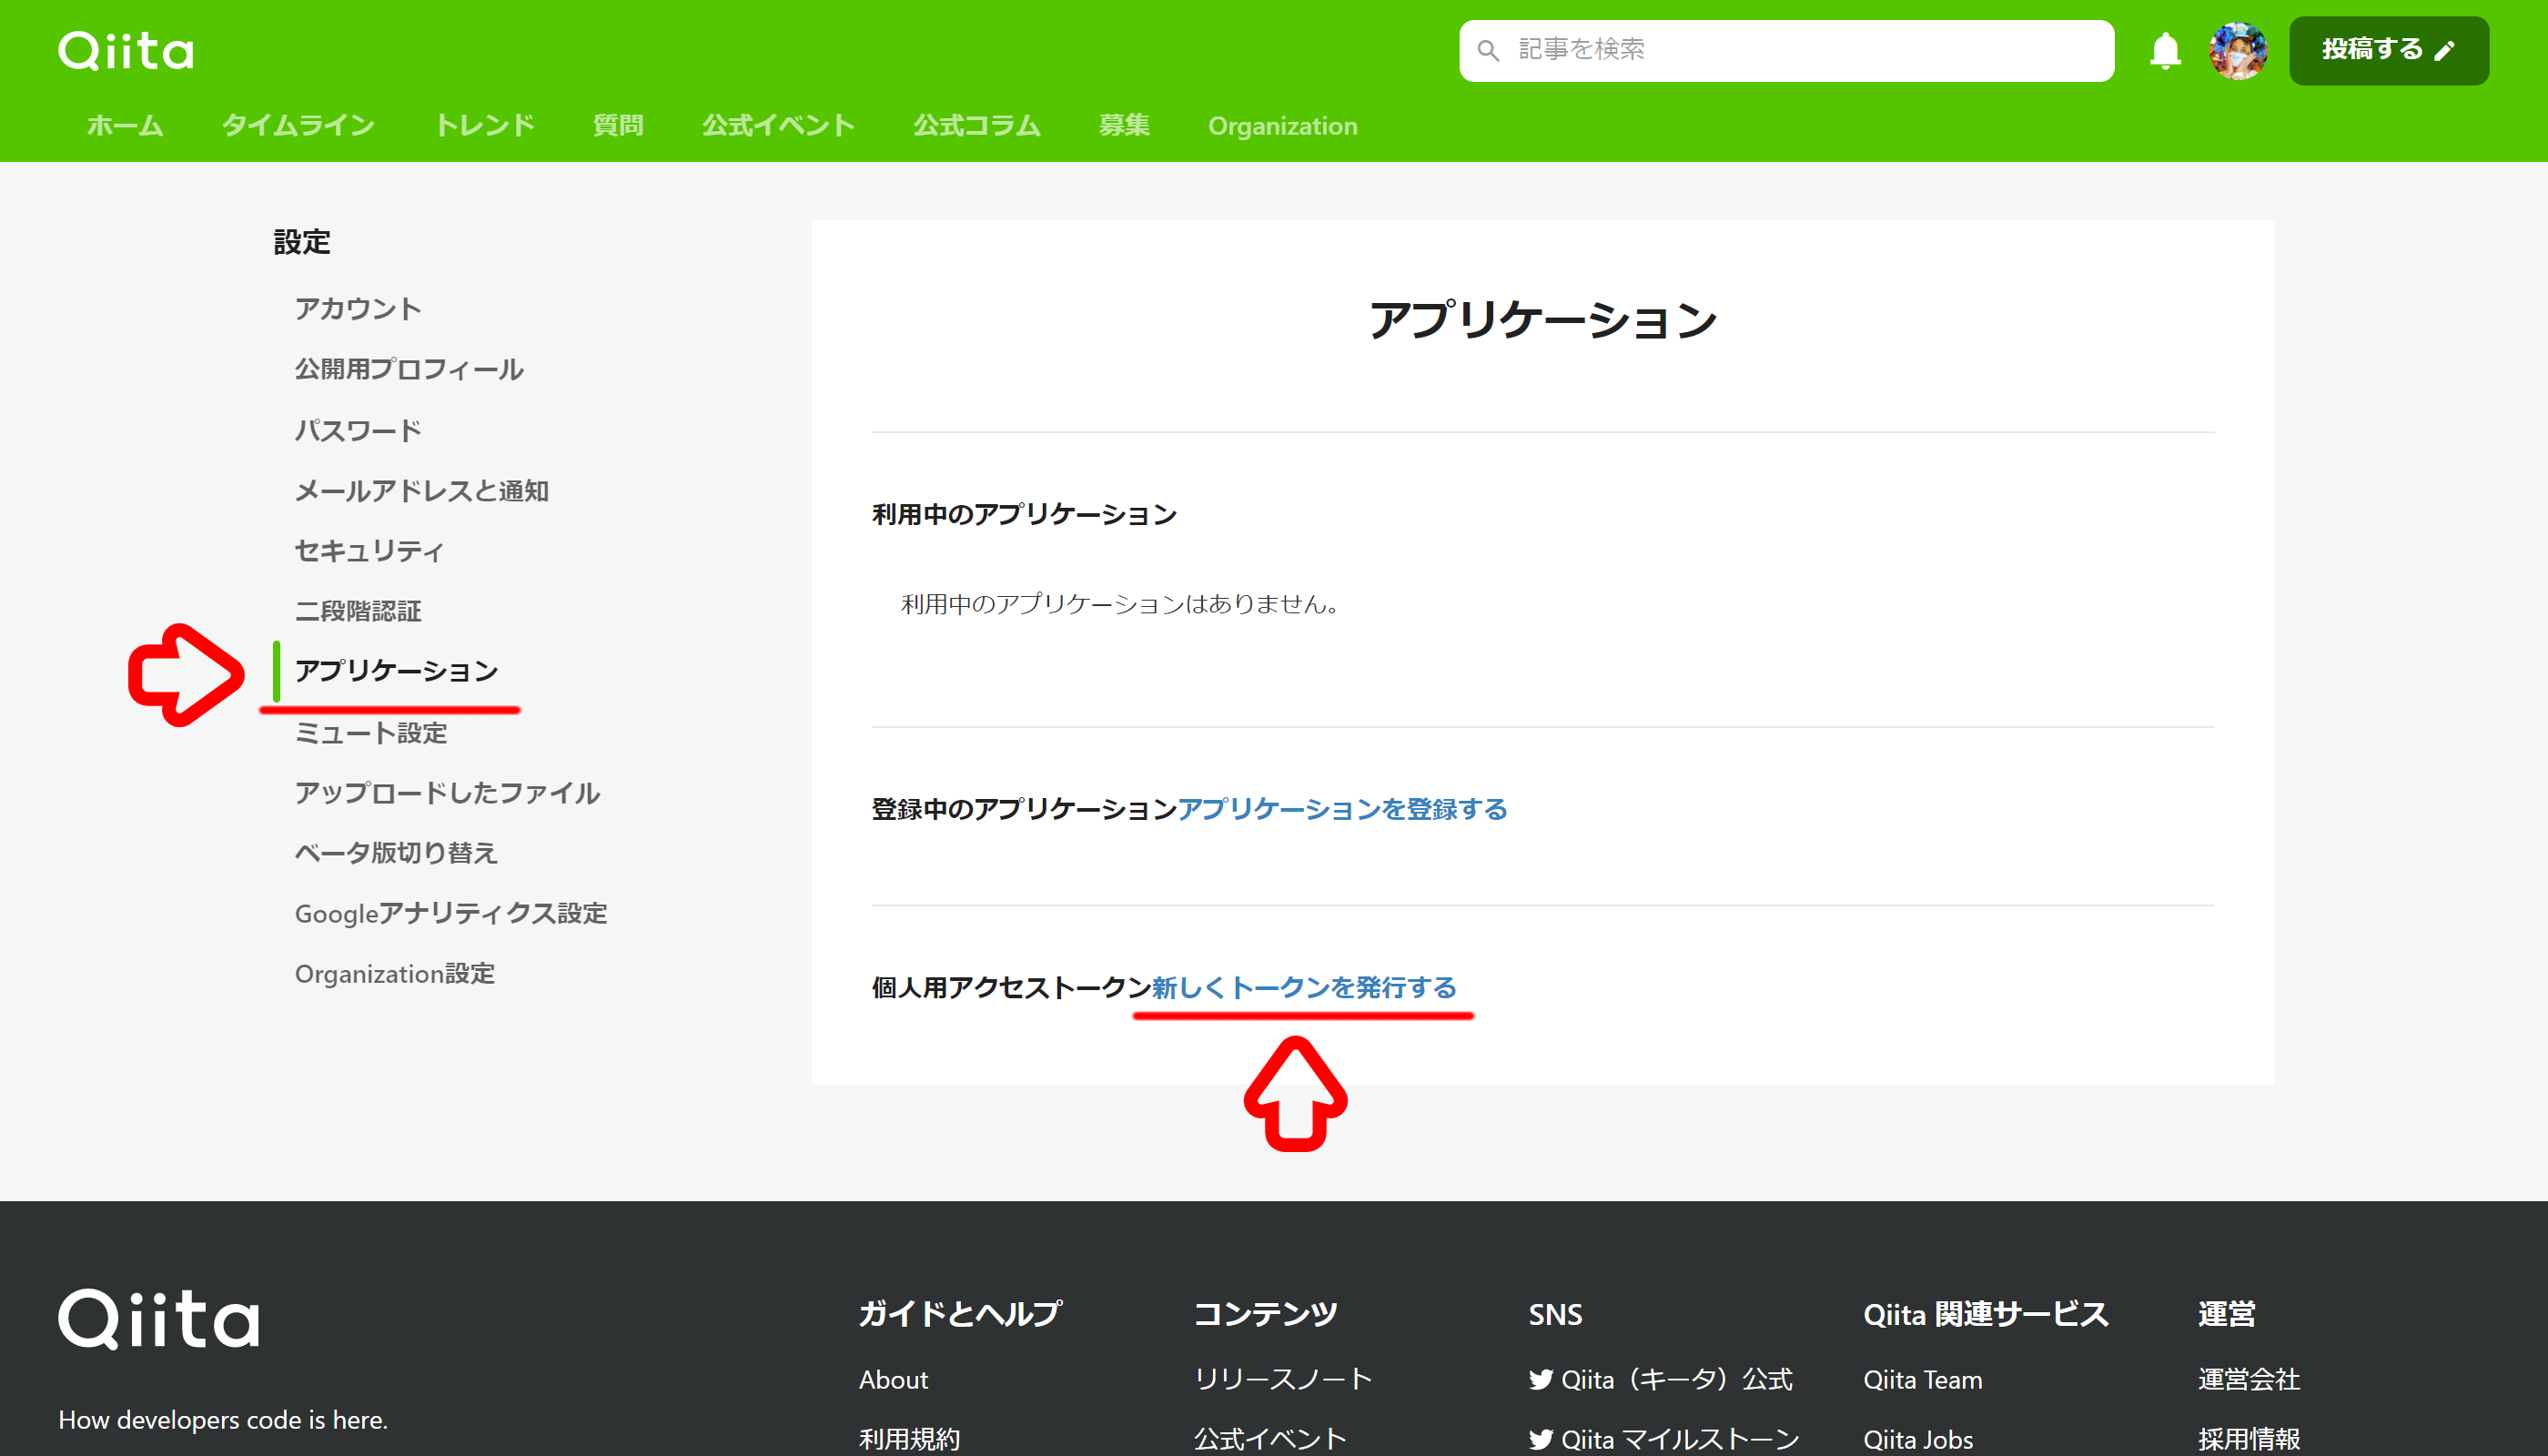 Qiita
記事を検索
投稿する
ホーム タイムライン トレンド 質問 公式イベント 公式コラム 募集 Organization
設定
アカウント
公開用プロフィール
パスワード
メールアドレスと通知
セキュリティ
二段階認証
アプリケーション
ミュート設定
アップロードしたファイル
ベータ版切り替え
Googleアナリティクス設定
Organization設定
アプリケーション
利用中のアプリケーション
利用中のアプリケーションはありません。
登録中のアプリケーションアプリケーションを登録する
個人用アクセストークン新しくトークンを発行する
Qiita
How developers code is here.
ガイドとヘルプ
About
利用規約
コンテンツ
リリースノート
公式イベント
SNS
Qiita（キータ）公式
Qiita マイルストーン
Qiita 関連サービス
Qiita Team
Qiita Jobs
運営
運営会社
採用情報